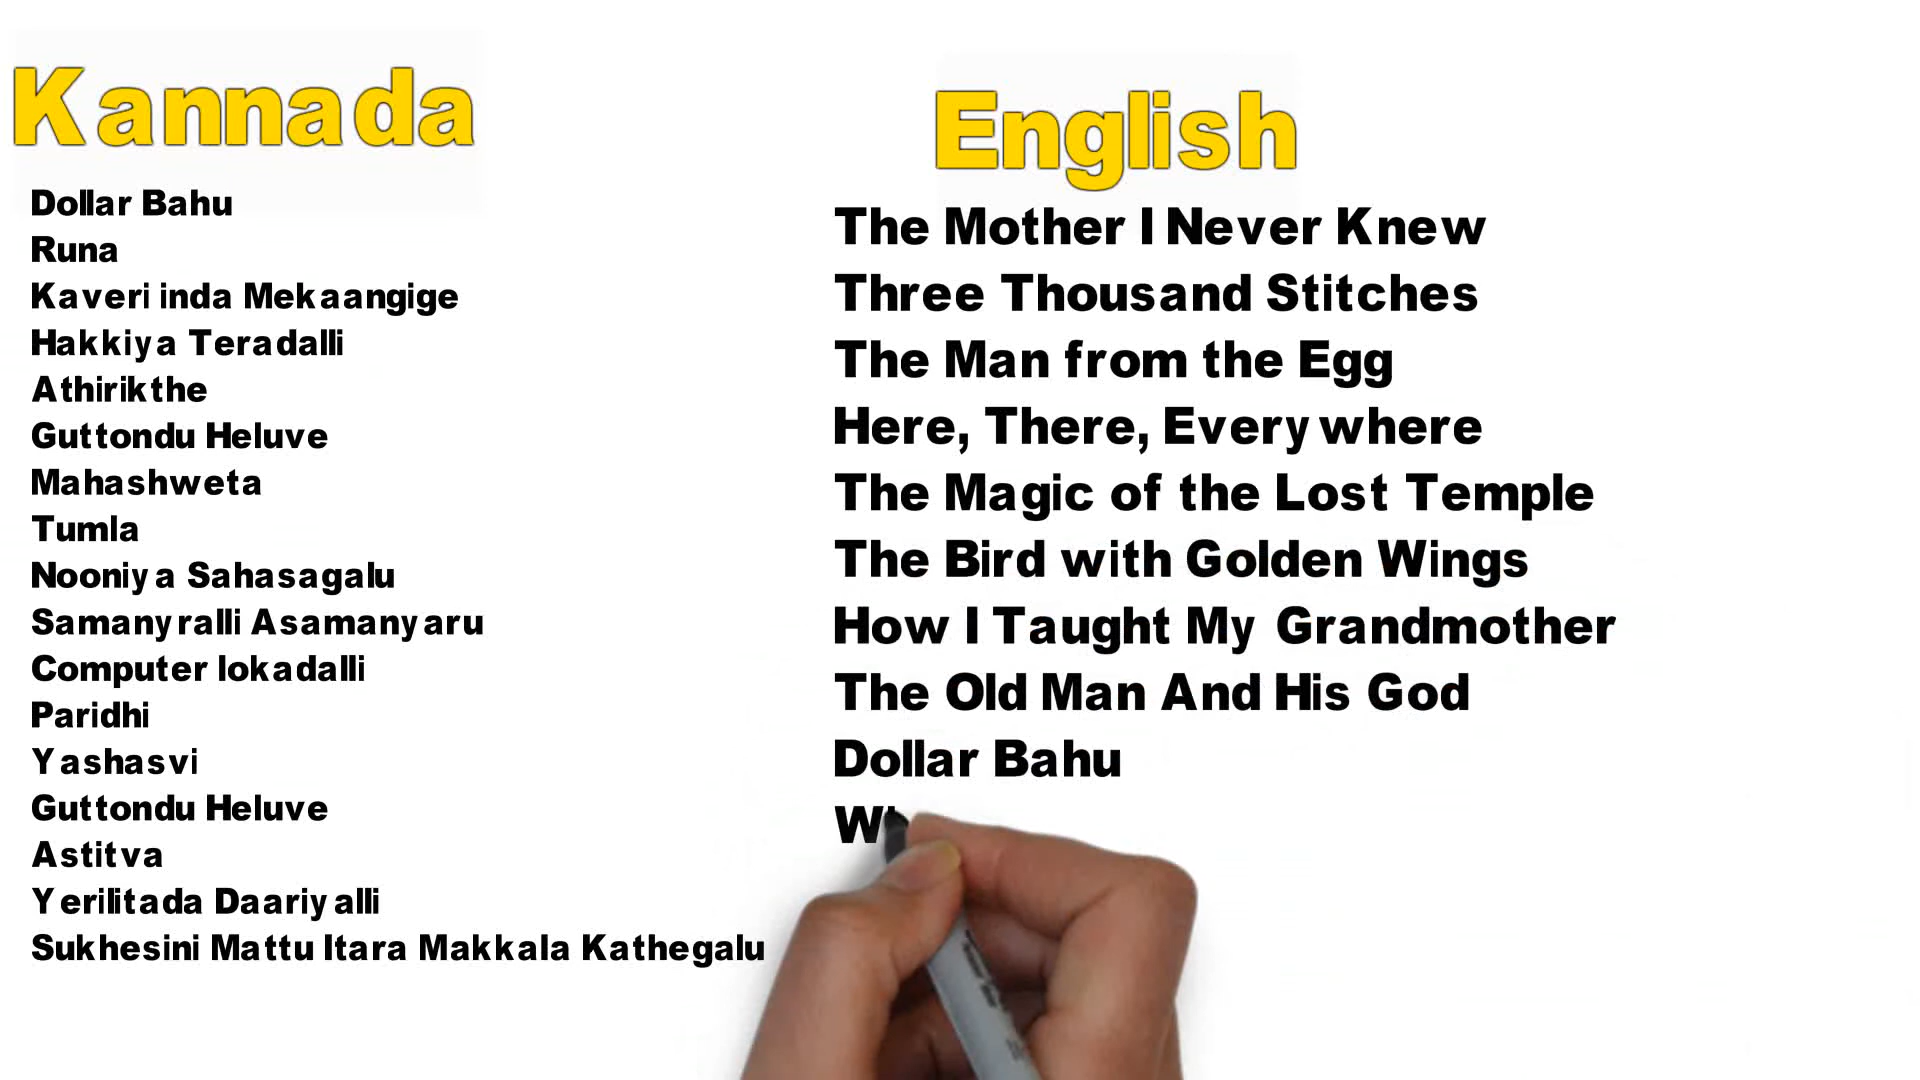 Kannada
Dollar Bahu
Runa
Kaveri inda Mekaangige
Hakkiya Teradalli
Athirikthe
Guttondu Heluve
Mahashweta
Tumla
Nooniya Sahasagalu
Samanyralli Asamanyaru
Computer lokadalli
Paridhi
Yashasvi
Guttondu Heluve
Astitva
Yerilitada Daariyalli
Sukhesini Mattu Itara Makkala Kathegalu
English
The Mother I Never Knew
Three Thousand Stitches
The Man from the Egg
Here, There, Everywhere
The Magic of the Lost Temple
The Bird with Golden Wings
How I Taught My Grandmother
The Old Man And His God
Dollar Bahu